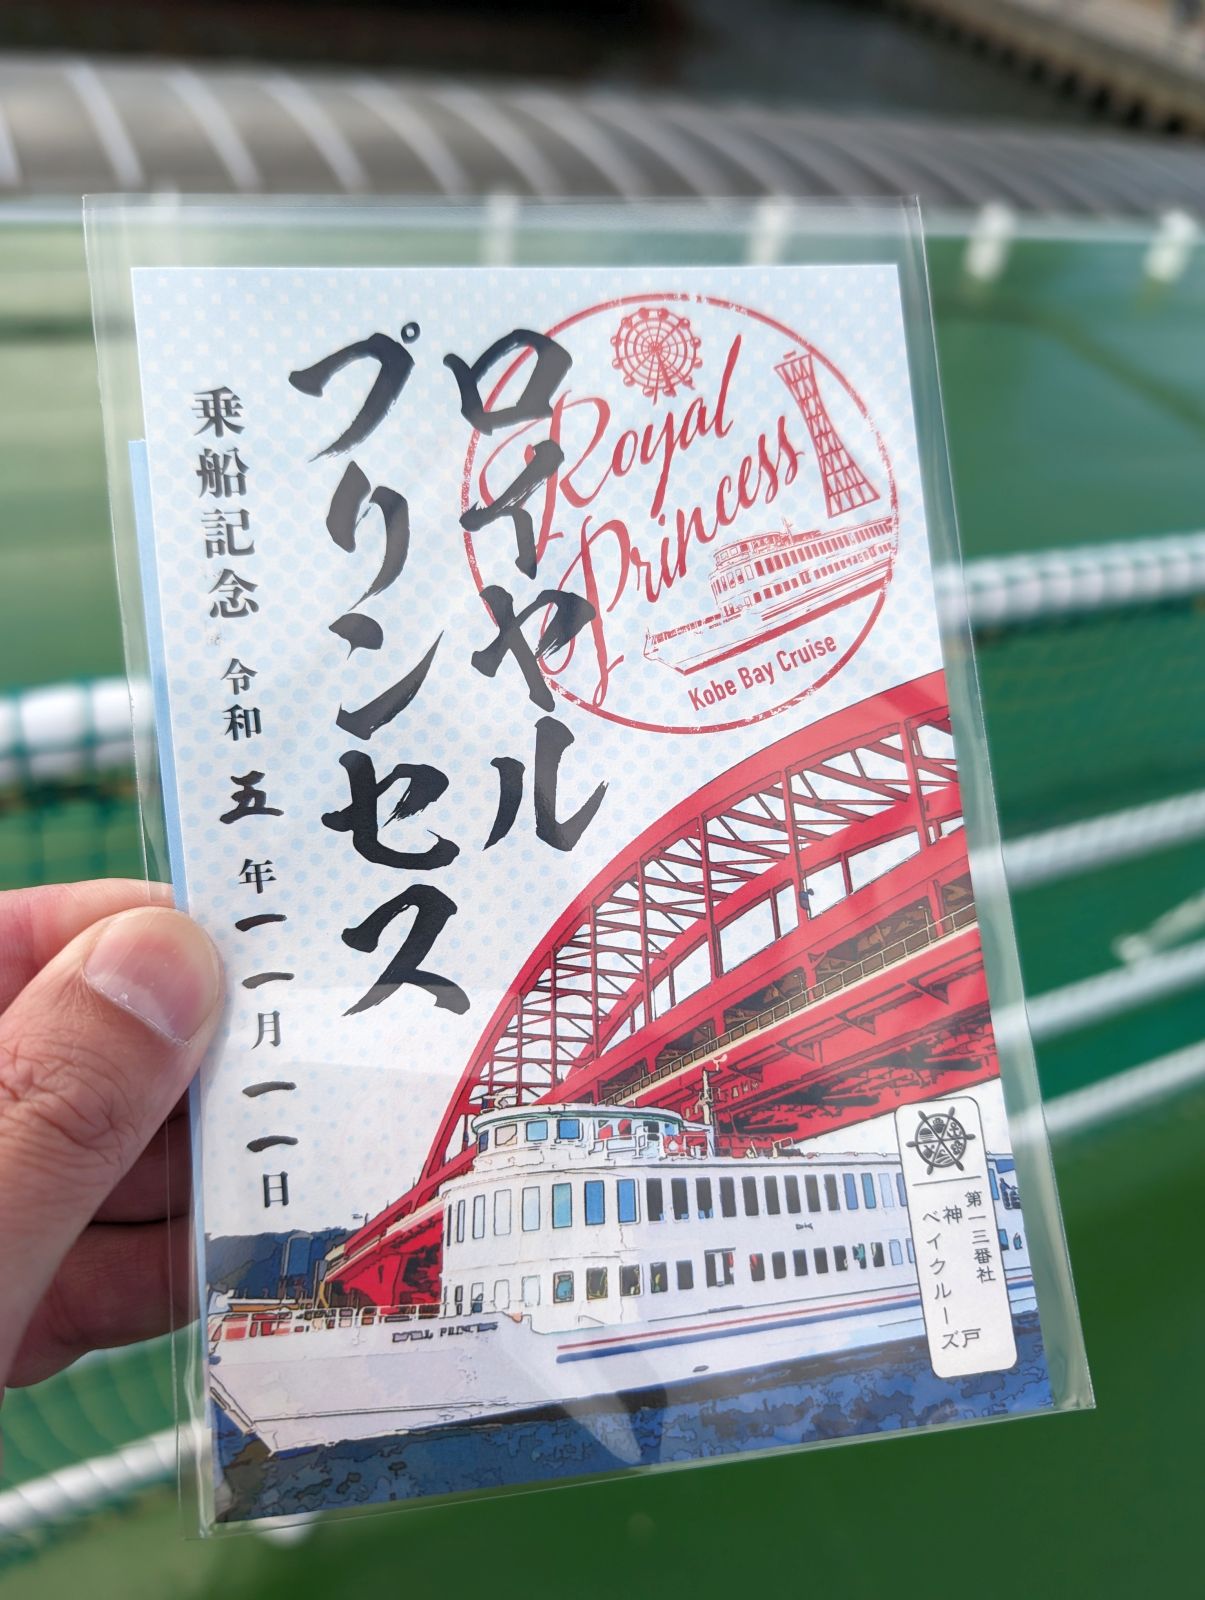 Royal
Princess
Kobe Bay Cruise
ロイヤル
プリンセス
乗船記念 令和 五 年 一一月 一一日
ROYAL PRINCESS
第一三番社
神戸
ベイクルーズ